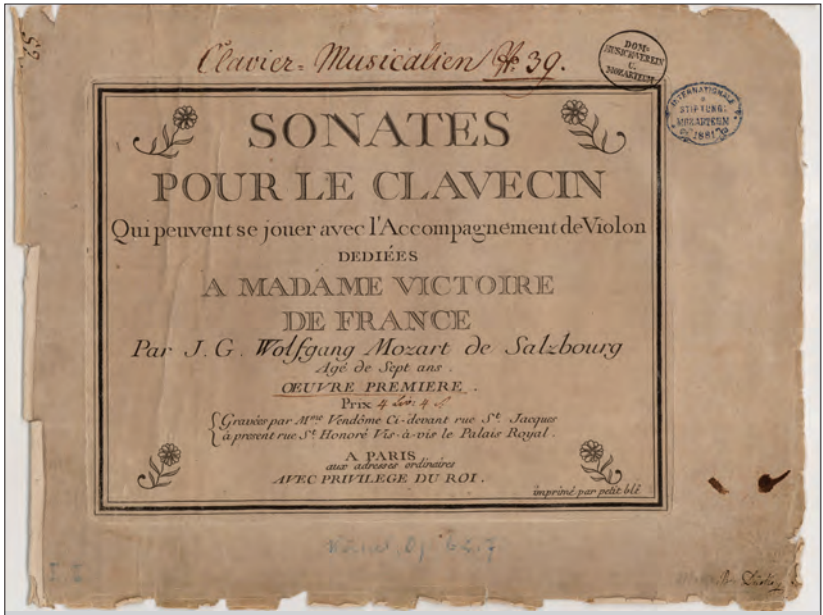 Clavier=Musicalien No. 39.
DOM-
MUSICVEREIN
U.
MOZARTEUM
INTERNATIONALE
STIFTUNG:
MOZARTEUM
1881
SONATES
POUR LE CLAVECIN
Qui peuvent se jouer avec l'Accompagnement de Violon
DEDIÉES
A MADAME VICTOIRE
DE FRANCE
Par J. G. Wolfgang Mozart de Salzbourg
Agé de Sept ans.
ŒUVRE PREMIERE.
Prix 4
Gravées par Mme Vendôme Ci-devant rue St. Jacques
à present rue St Honoré Vis-à-vis le Palais Royal.
A PARIS
aux adresses ordinaires
AVEC PRIVILEGE DU ROI.
imprimé par petit blé